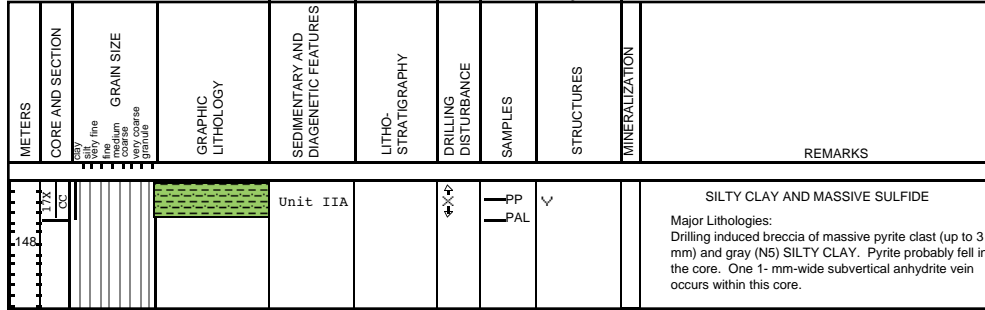 METERS
CORE AND SECTION
GRAIN SIZE
clay
silt
very fine
fine
medium
coarse
very coarse
granule
GRAPHIC
LITHOLOGY
SEDIMENTARY AND
DIAGENETIC FEATURES
LITHO-
STRATIGRAPHY
DRILLING
DISTURBANCE
SAMPLES
STRUCTURES
MINERALIZATION
REMARKS
148
17X
CC
Unit IIA
X
PP
PAL
SILTY CLAY AND MASSIVE SULFIDE
Major Lithologies:
Drilling induced breccia of massive pyrite clast (up to 3
mm) and gray (N5) SILTY CLAY. Pyrite probably fell in
the core. One 1- mm-wide subvertical anhydrite vein
occurs within this core.